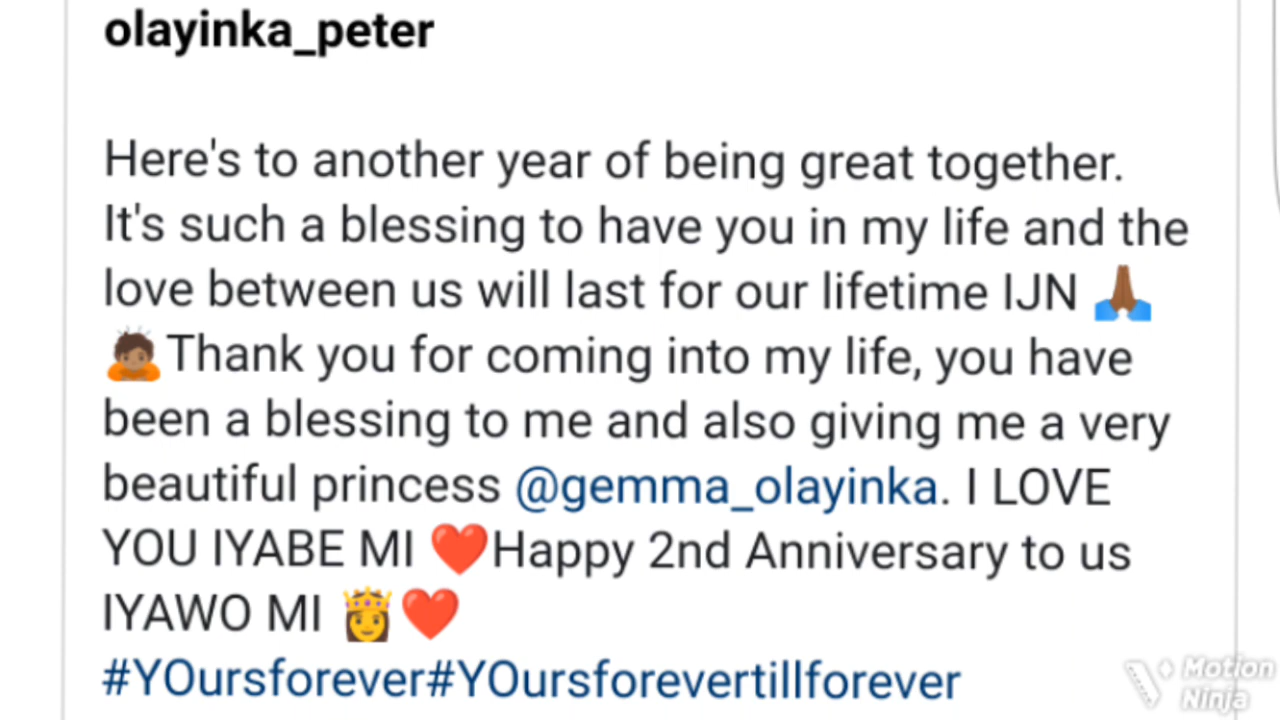 olayinka_peter
Here's to another year of being great together.
It's such a blessing to have you in my life and the
love between us will last for our lifetime IJN 🙏🏾
🙇🏽Thank you for coming into my life, you have
been a blessing to me and also giving me a very
beautiful princess @gemma_olayinka. I LOVE
YOU IYABE MI ❤️Happy 2nd Anniversary to us
IYAWO MI 👸❤️
#YOursforever#YOursforevertillforever
Motion
Ninja